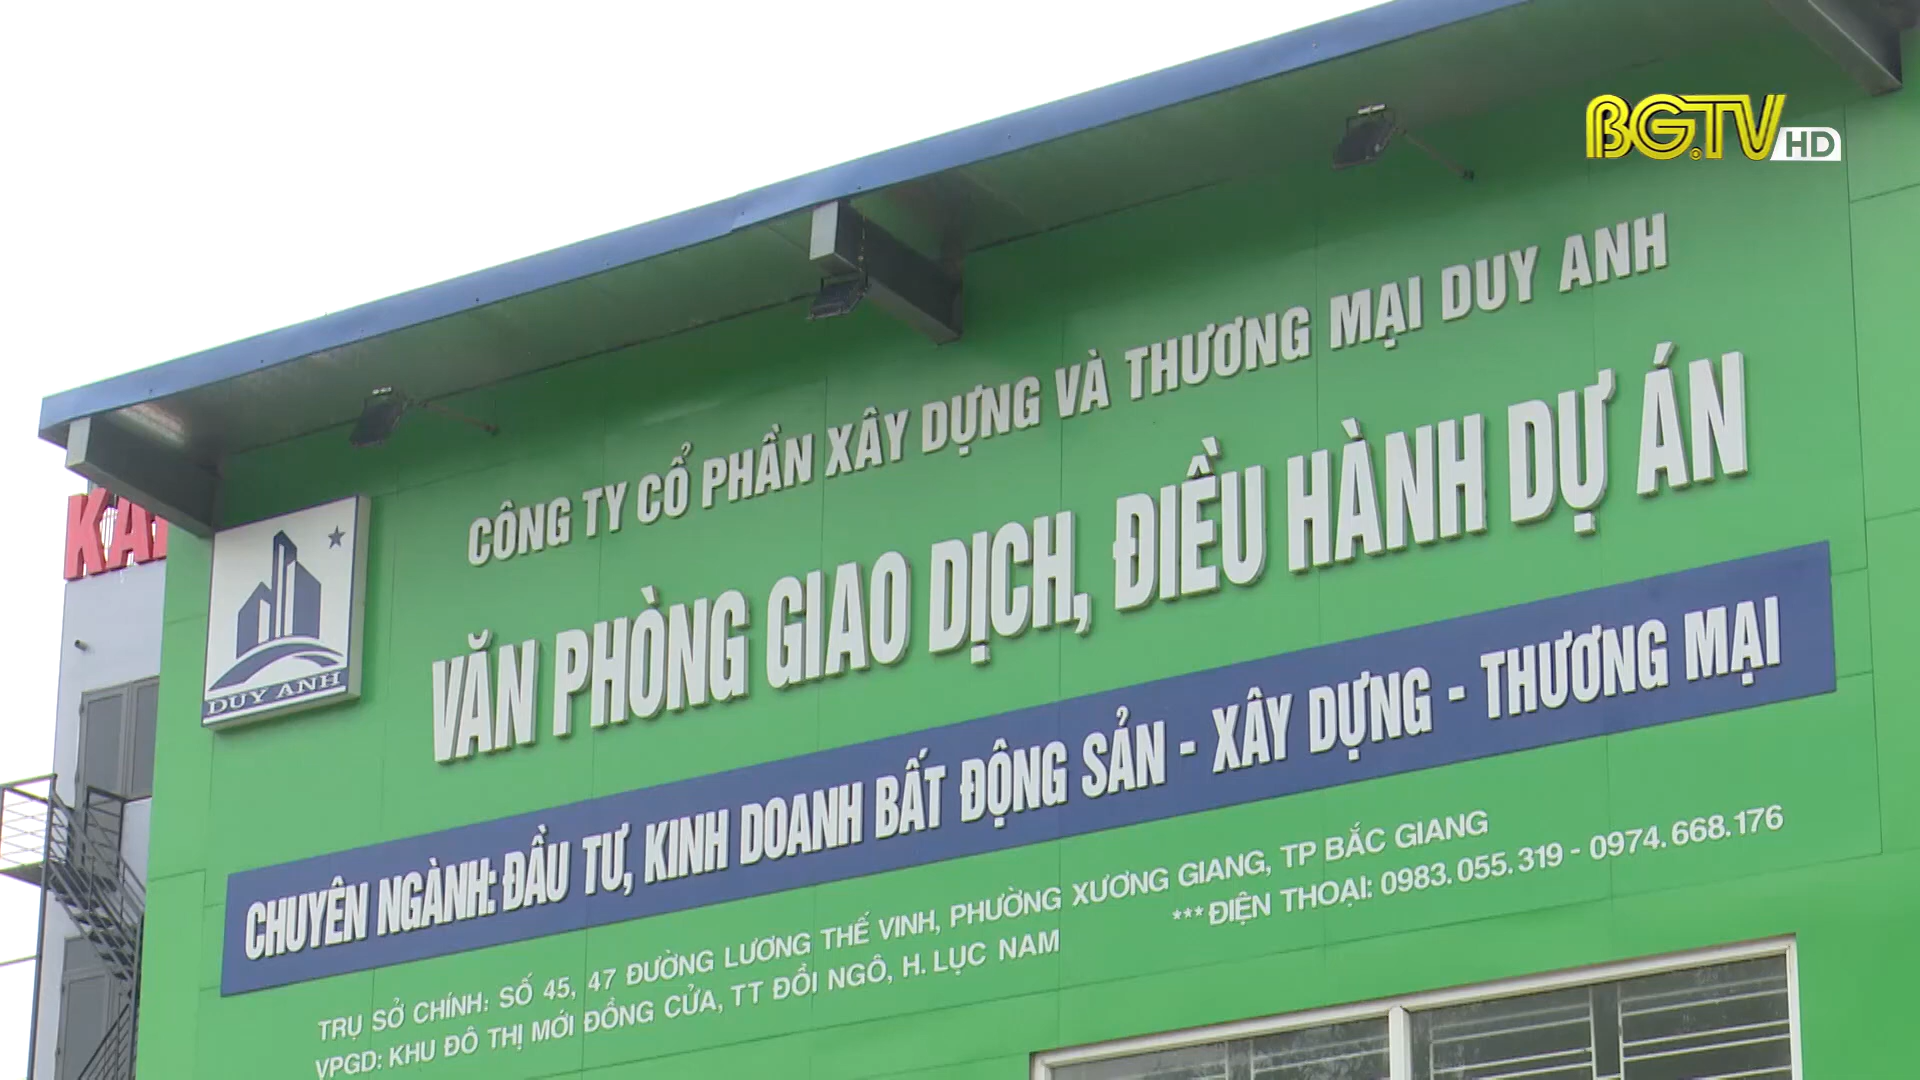 BG.TV HD
CÔNG TY CỔ PHẦN XÂY DỰNG VÀ THƯƠNG MẠI DUY ANH
VĂN PHÒNG GIAO DỊCH, ĐIỀU HÀNH DỰ ÁN
DUY ANH
CHUYÊN NGÀNH: ĐẦU TƯ, KINH DOANH BẤT ĐỘNG SẢN - XÂY DỰNG - THƯƠNG MẠI
TRỤ SỞ CHÍNH: SỐ 45, 47 ĐƯỜNG LƯƠNG THẾ VINH, PHƯỜNG XƯƠNG GIANG, TP BẮC GIANG
VPGD: KHU ĐÔ THỊ MỚI ĐỒNG CỬA, TT ĐỒI NGÔ, H. LỤC NAM
***ĐIỆN THOẠI: 0983.055.319 - 0974.668.176